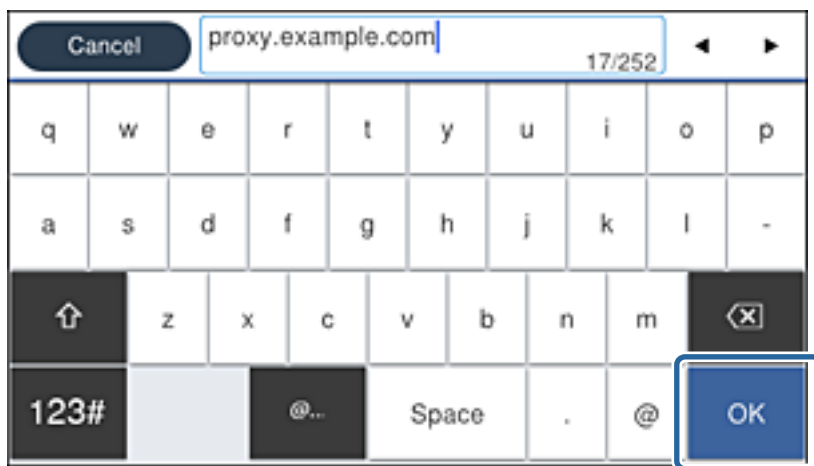 Cancel proxy.example.com 17/252
q w e r t y u i o p
a s d f g h j k l -
z x c v b n m
123# @... Space . @ OK